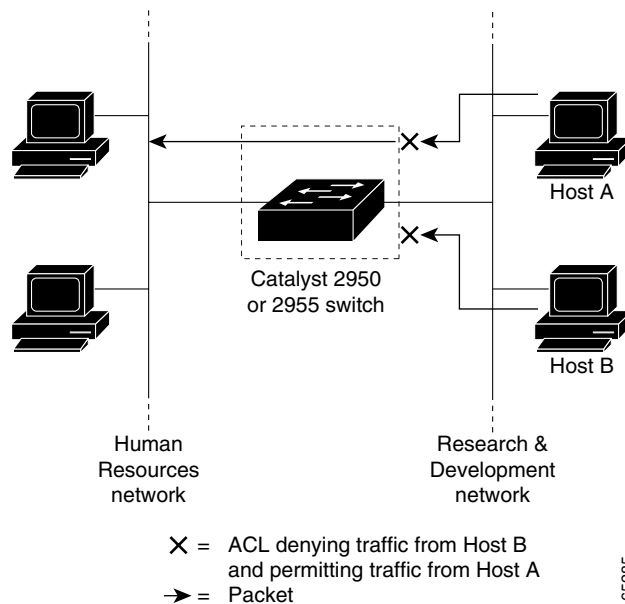 Host A
Catalyst 2950
or 2955 switch
Host B
Human
Resources
network
Research &
Development
network
= ACL denying traffic from Host B
and permitting traffic from Host A
= Packet